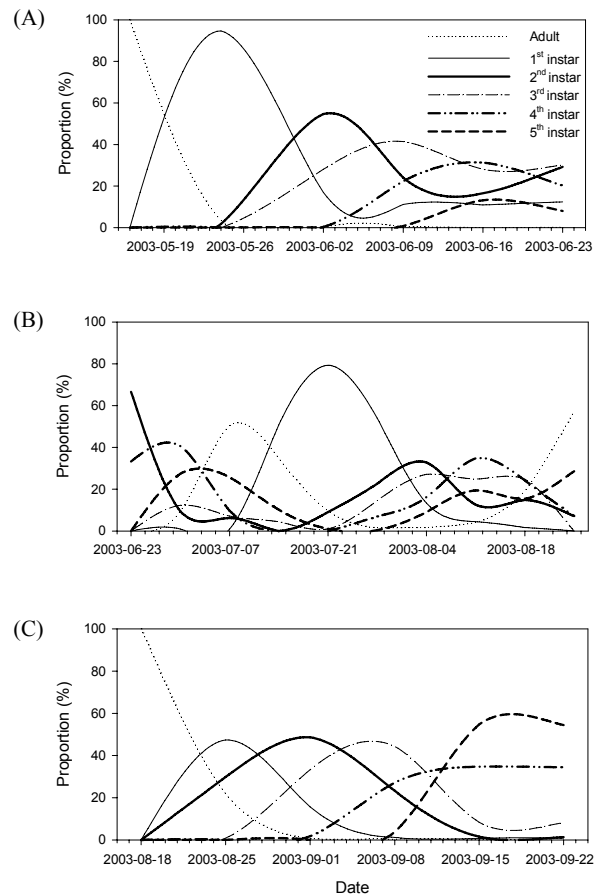 (A)
100
80
60
40
20
0
Proportion (%)
Adult
1st instar
2nd instar
3rd instar
4th instar
5th instar
2003-05-19 2003-05-26 2003-06-02 2003-06-09 2003-06-16 2003-06-23
(B)
100
80
60
40
20
0
Proportion (%)
2003-06-23 2003-07-07 2003-07-21 2003-08-04 2003-08-18
(C)
100
80
60
40
20
0
Proportion (%)
2003-08-18 2003-08-25 2003-09-01 2003-09-08 2003-09-15 2003-09-22
Date